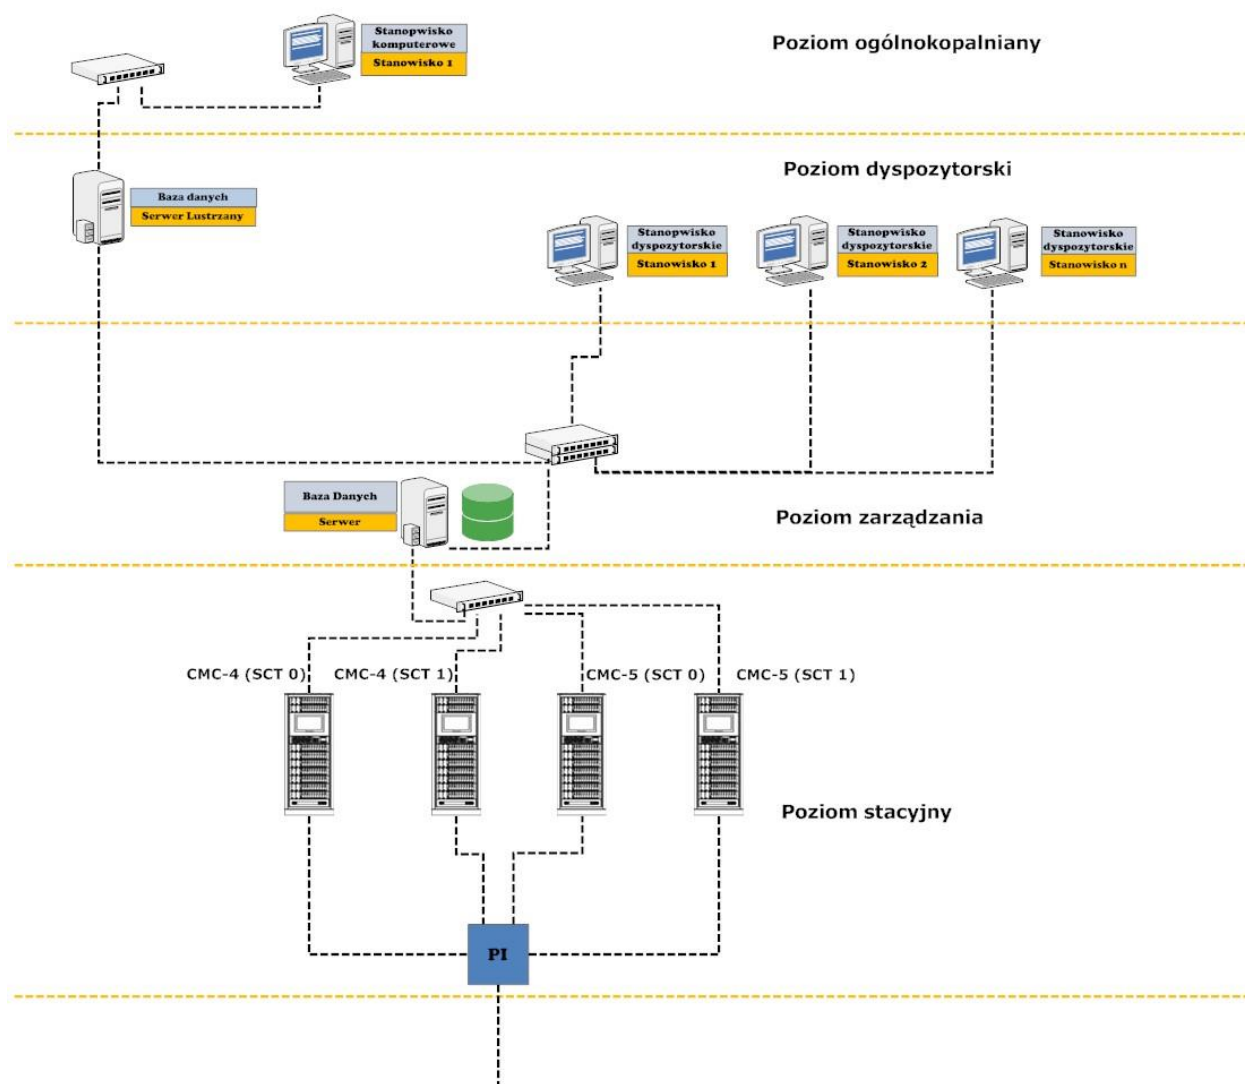 Stanopwisko
komputerowe
Stanowisko 1
Poziom ogólnokopalniany
Poziom dyspozytorski
Baza danych
Serwer Lustrzany
Stanopwisko
dyspozytorskie
Stanowisko 1
Stanopwisko
dyspozytorskie
Stanowisko 2
Stanowisko
dyspozytorskie
Stanowisko n
Baza Danych
Serwer
Poziom zarządzania
CMC-4 (SCT 0)
CMC-4 (SCT 1)
CMC-5 (SCT 0)
CMC-5 (SCT 1)
Poziom stacyjny
PI